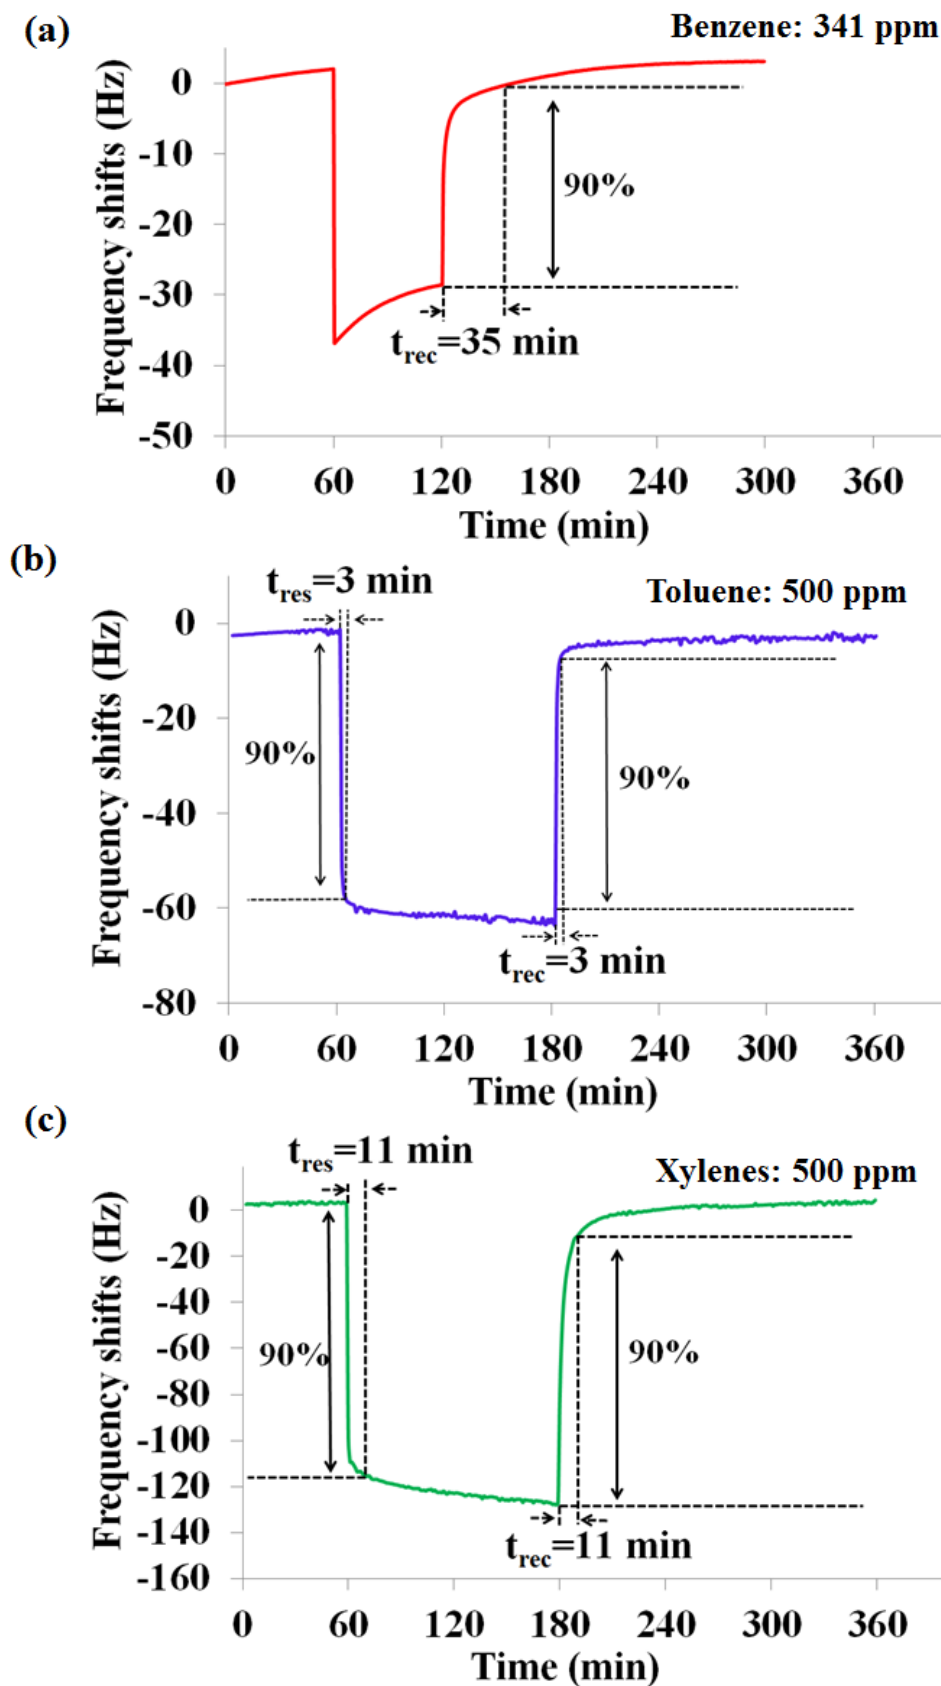 (a)
Benzene: 341 ppm
Frequency shifts (Hz)
0
-10
-20
-30
-40
-50
90%
trec=35 min
0 60 120 180 240 300 360
Time (min)
(b)
tres=3 min
Toluene: 500 ppm
Frequency shifts (Hz)
0
-20
-40
-60
-80
90%
90%
trec=3 min
0 60 120 180 240 300 360
Time (min)
(c)
tres=11 min
Xylenes: 500 ppm
Frequency shifts (Hz)
0
-20
-40
-60
-80
-100
-120
-140
-160
90%
90%
trec=11 min
0 60 120 180 240 300 360
Time (min)